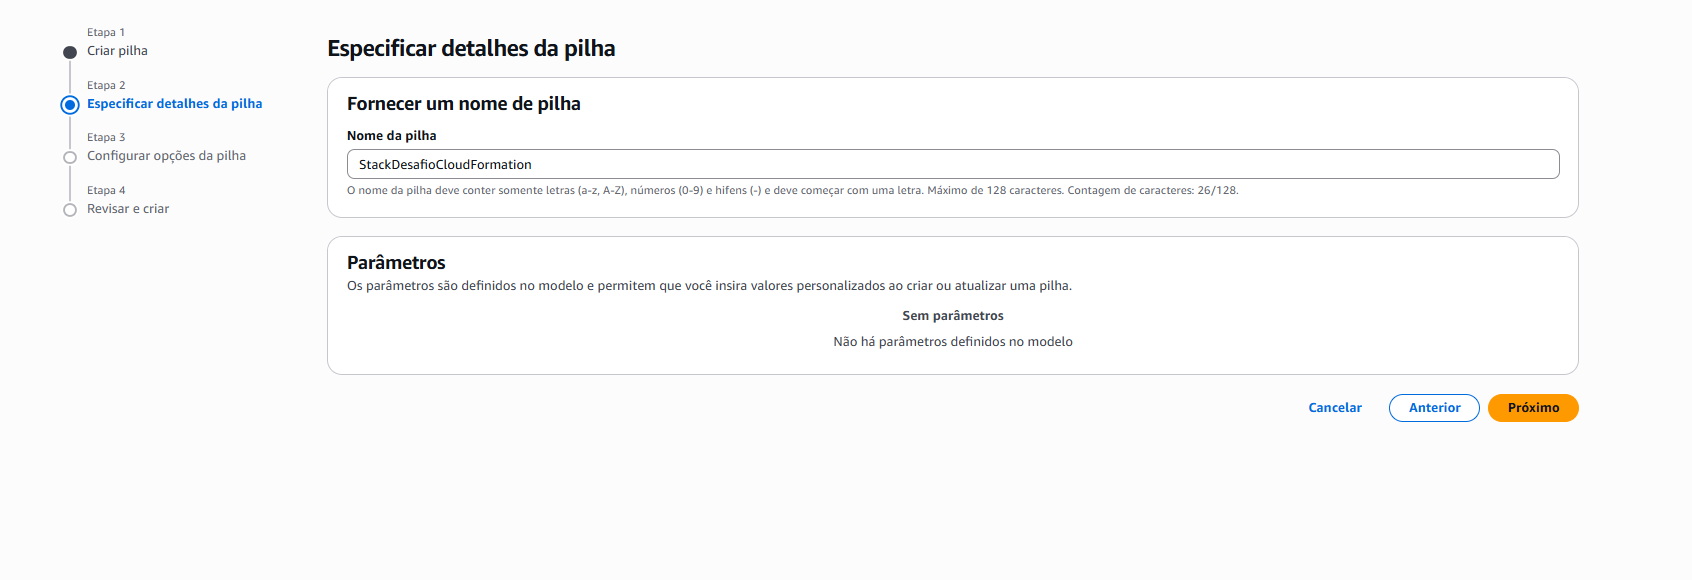 Etapa 1
Criar pilha
Etapa 2
Especificar detalhes da pilha
Etapa 3
Configurar opções da pilha
Etapa 4
Revisar e criar
Especificar detalhes da pilha
Fornecer um nome de pilha
Nome da pilha
StackDesafioCloudFormation
O nome da pilha deve conter somente letras (a-z, A-Z), números (0-9) e hifens (-) e deve começar com uma letra. Máximo de 128 caracteres. Contagem de caracteres: 26/128.
Parâmetros
Os parâmetros são definidos no modelo e permitem que você insira valores personalizados ao criar ou atualizar uma pilha.
Sem parâmetros
Não há parâmetros definidos no modelo
Cancelar
Anterior
Próximo